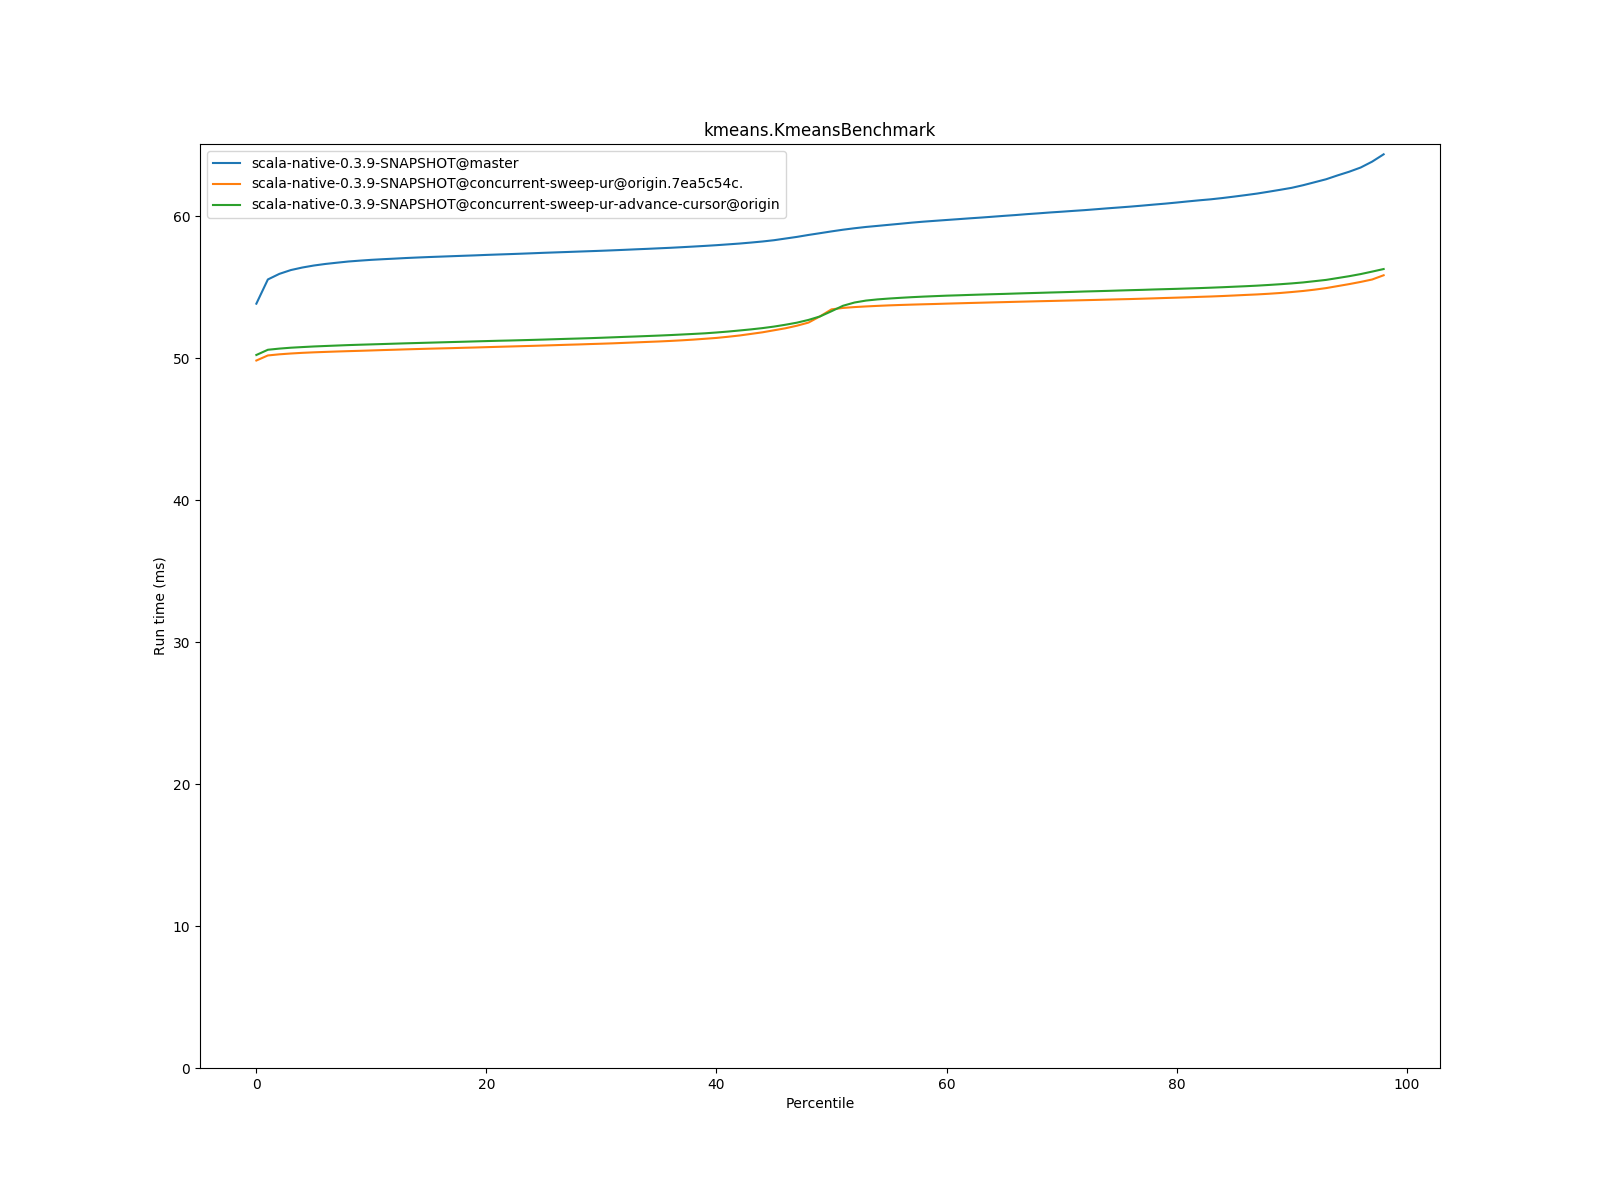 kmeans.KmeansBenchmark
scala-native-0.3.9-SNAPSHOT@master
scala-native-0.3.9-SNAPSHOT@concurrent-sweep-ur@origin.7ea5c54c.
scala-native-0.3.9-SNAPSHOT@concurrent-sweep-ur-advance-cursor@origin
60
50
40
30
20
10
0
Run time (ms)
0 20 40 60 80 100
Percentile